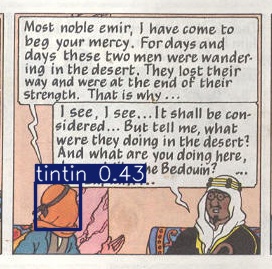 Most noble emir, I have come to
beg your mercy. For days and
days these two men were wander-
ing in the desert. They lost their
way and were at the end of their
strength. That is why ...
I see, I see...It shall be con-
sidered... But tell me, what
were they doing in the desert?
And what are you doing here,
he Bedouin?
tintin 0.43